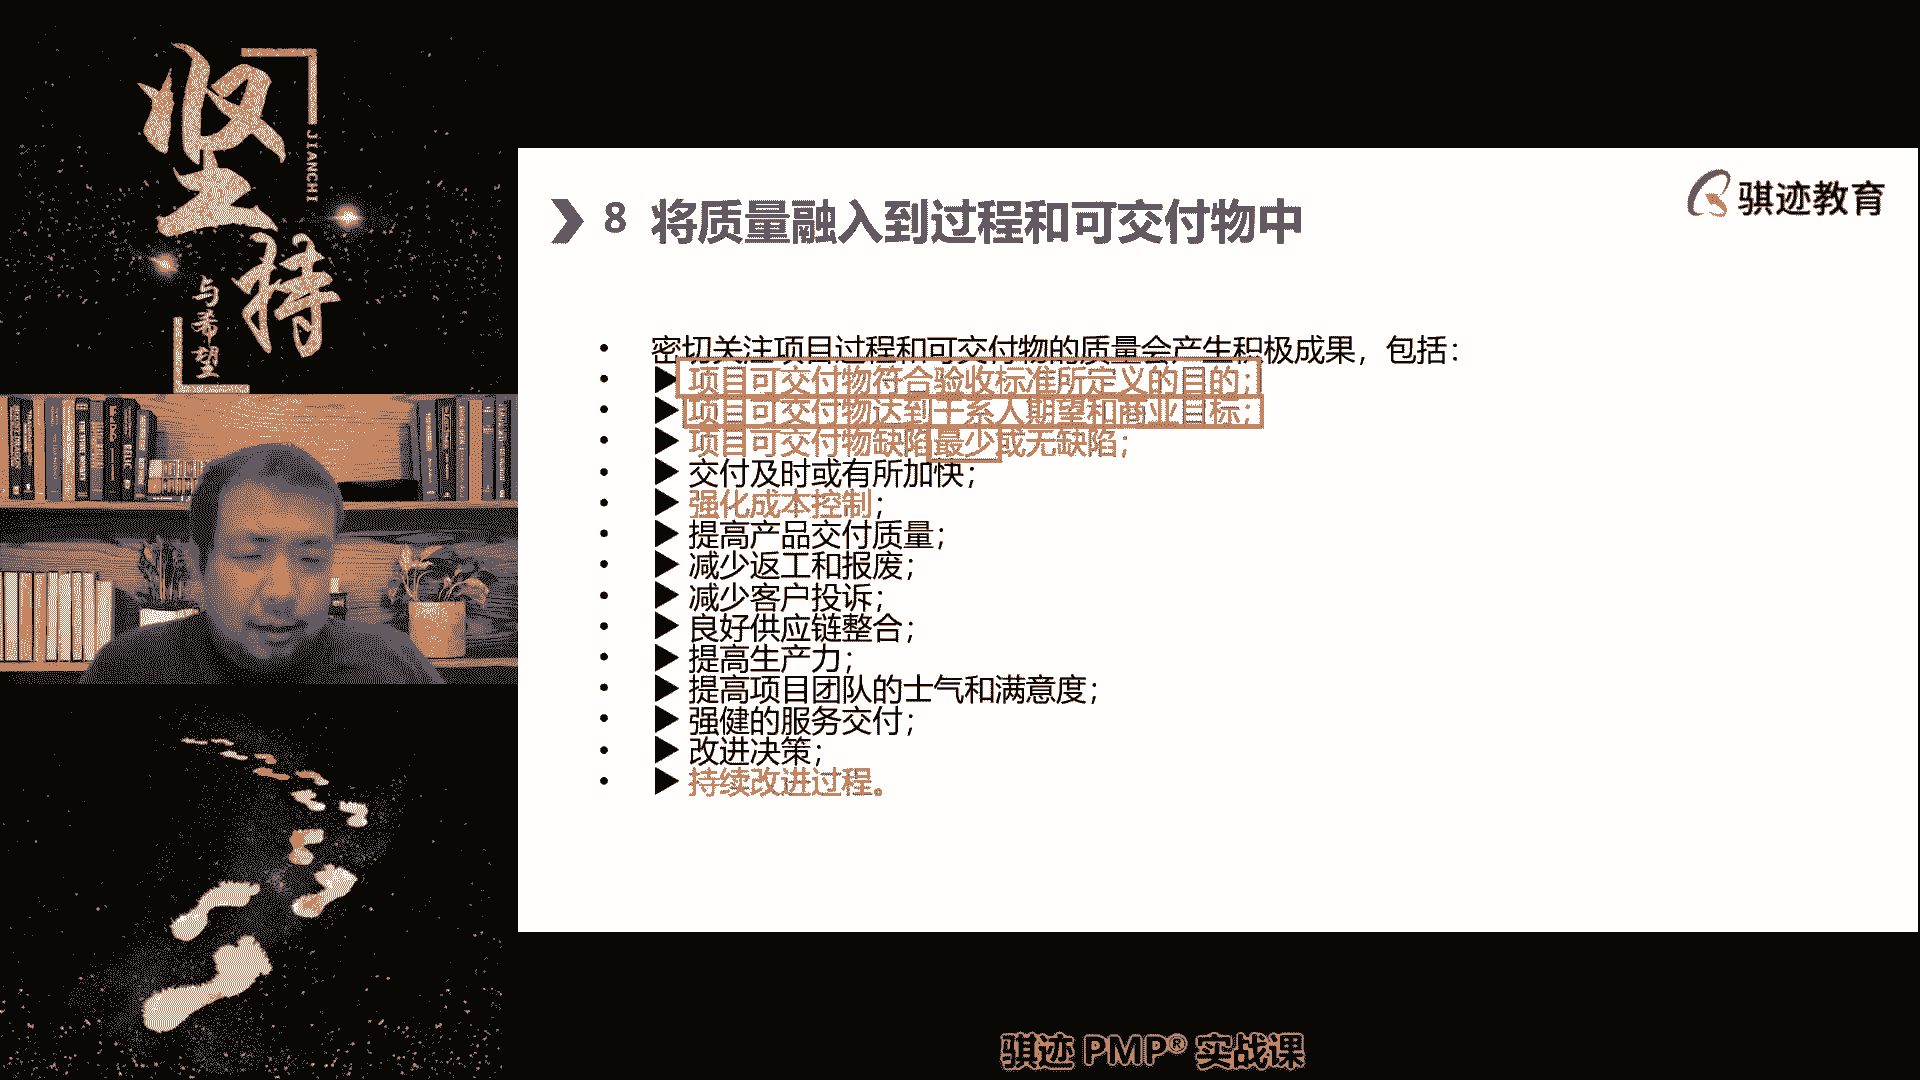 坚持
JIANCHI
与希望
骐迹教育
8 将质量融入到过程和可交付物中
• 密切关注项目过程和可交付物的质量会产生积极成果，包括：
• ▶ 项目可交付物符合验收标准所定义的目的；
• ▶ 项目可交付物达到干系人期望和商业目标；
• ▶ 项目可交付物缺陷最少或无缺陷；
• ▶ 交付及时或有所加快；
• ▶ 强化成本控制；
• ▶ 提高产品交付质量；
• ▶ 减少返工和报废；
• ▶ 减少客户投诉；
• ▶ 良好供应链整合；
• ▶ 提高生产力；
• ▶ 提高项目团队的士气和满意度；
• ▶ 强健的服务交付；
• ▶ 改进决策；
• ▶ 持续改进过程。
骐迹 PMP® 实战课